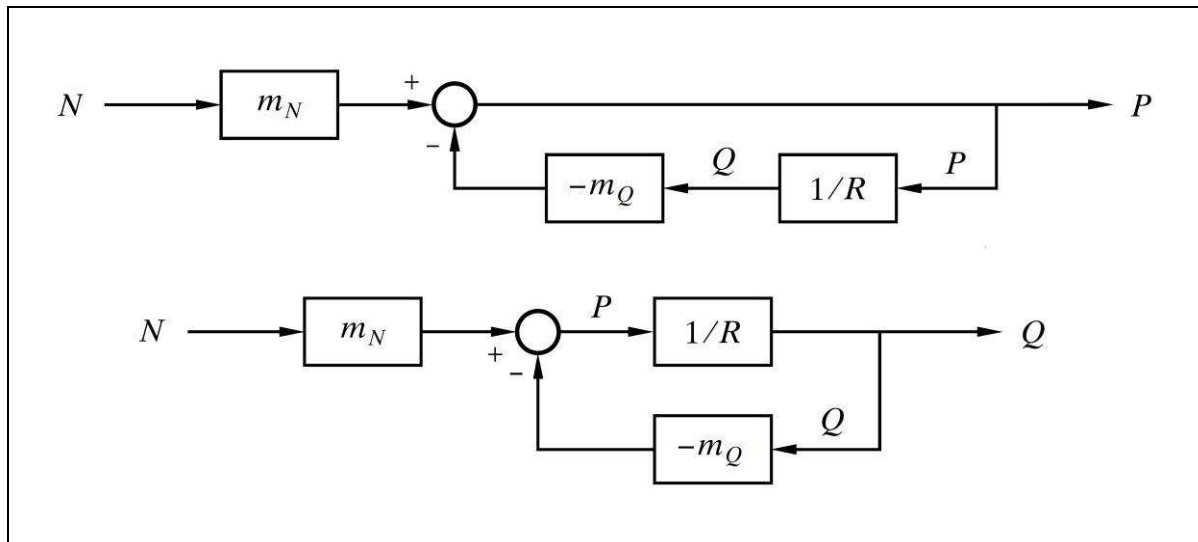 N m_N + P
− −m_Q Q 1/R P
N m_N + P 1/R Q
− −m_Q Q